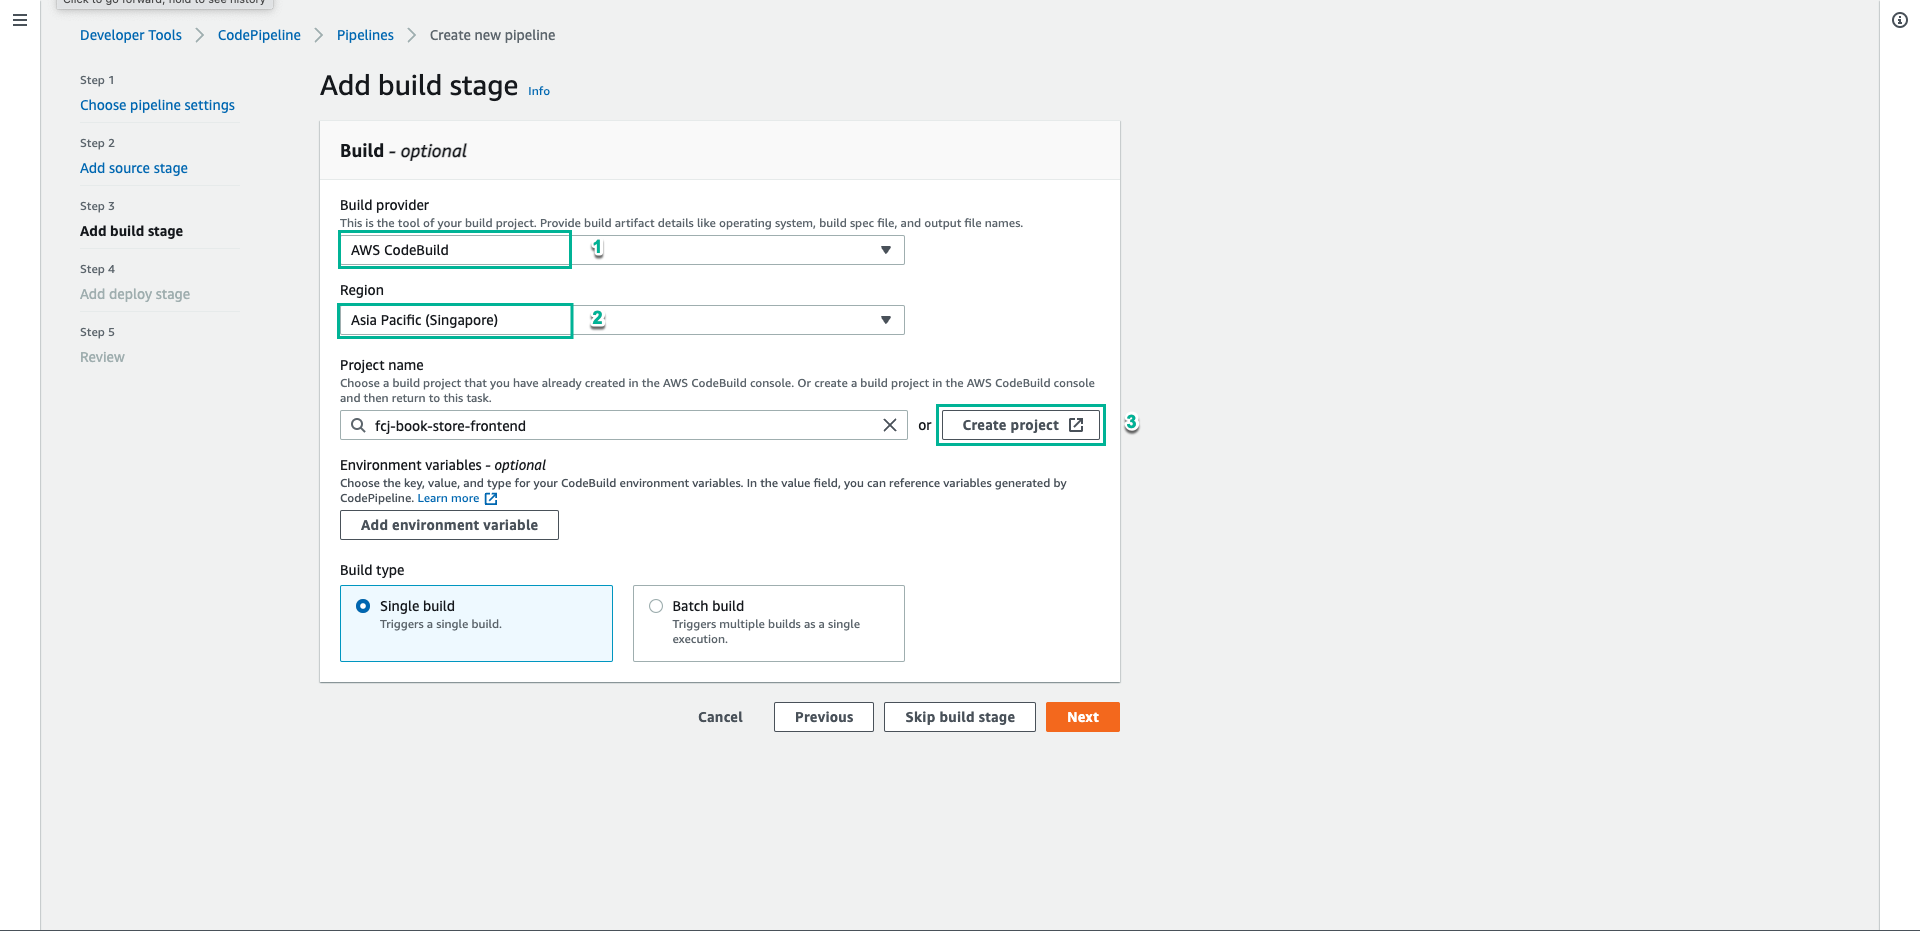 Click to go forward, hold to see history
Developer Tools
CodePipeline
Pipelines
Create new pipeline
Step 1
Choose pipeline settings
Step 2
Add source stage
Step 3
Add build stage
Step 4
Add deploy stage
Step 5
Review
Add build stage Info
Build - optional
Build provider
This is the tool of your build project. Provide build artifact details like operating system, build spec file, and output file names.
AWS CodeBuild
1
Region
Asia Pacific (Singapore)
2
Project name
Choose a build project that you have already created in the AWS CodeBuild console. Or create a build project in the AWS CodeBuild console
and then return to this task.
fcj-book-store-frontend
or
Create project
3
Environment variables - optional
Choose the key, value, and type for your CodeBuild environment variables. In the value field, you can reference variables generated by
CodePipeline. Learn more
Add environment variable
Build type
Single build
Triggers a single build.
Batch build
Triggers multiple builds as a single
execution.
Cancel
Previous
Skip build stage
Next